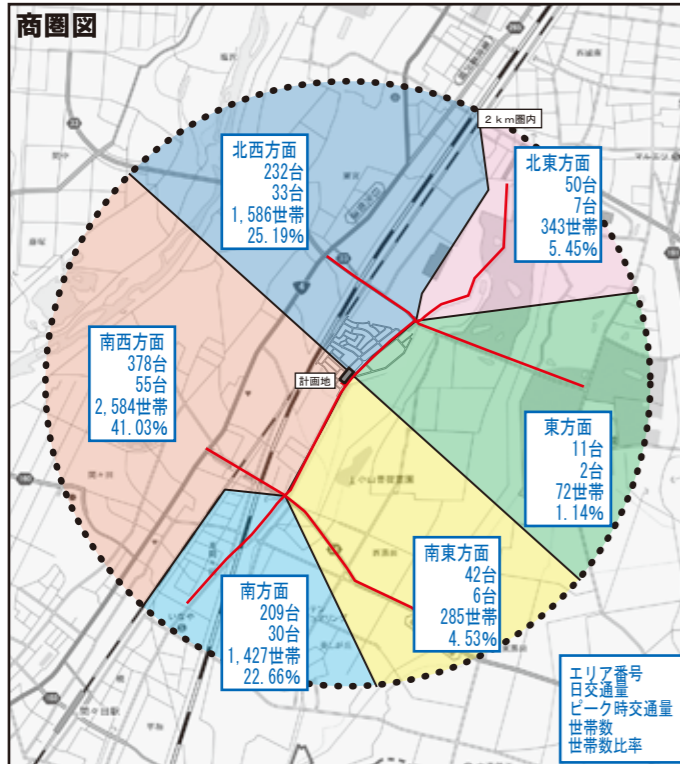 商圏図
２ｋｍ圏内
北西方面
232台
33台
1,586世帯
25.19%
北東方面
50台
7台
343世帯
5.45%
南西方面
378台
55台
2,584世帯
41.03%
計画地
東方面
11台
2台
72世帯
1.14%
南東方面
42台
6台
285世帯
4.53%
南方面
209台
30台
1,427世帯
22.66%
エリア番号
日交通量
ピーク時交通量
世帯数
世帯数比率
間々田駅